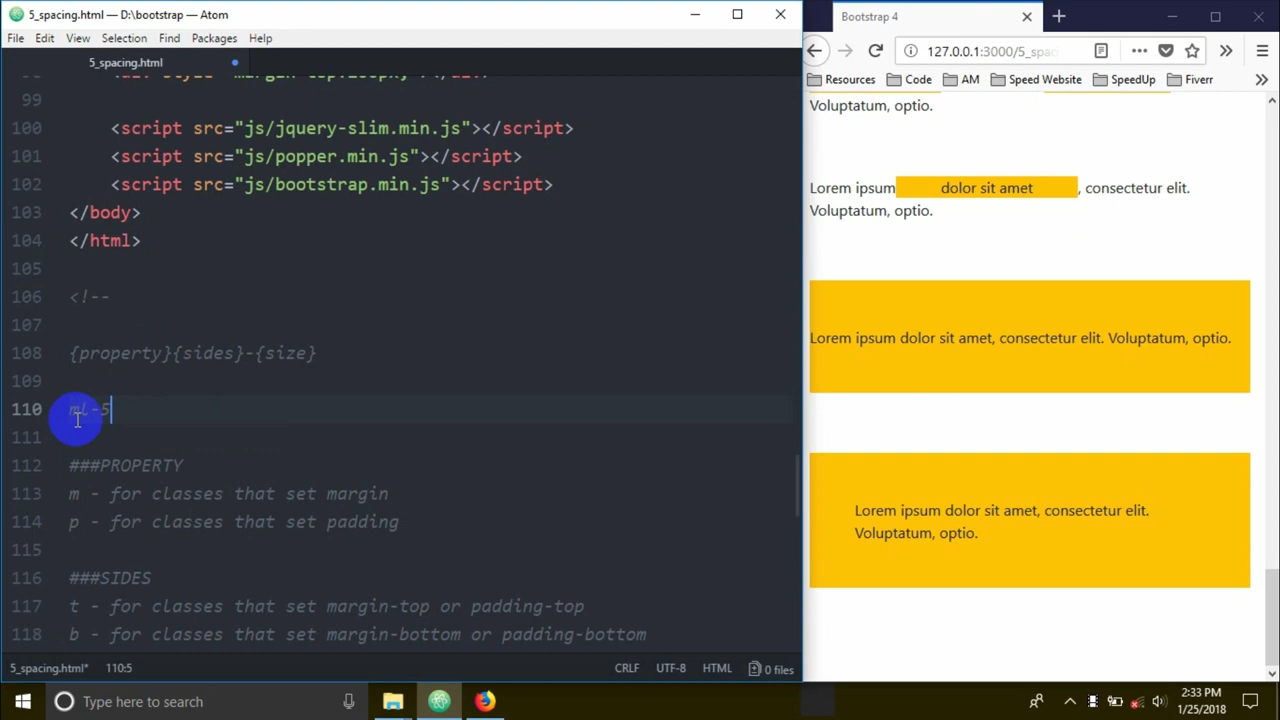 5_spacing.html — D:\bootstrap — Atom
File Edit View Selection Find Packages Help
5_spacing.html
99
100 <script src="js/jquery-slim.min.js"></script>
101 <script src="js/popper.min.js"></script>
102 <script src="js/bootstrap.min.js"></script>
103 </body>
104 </html>
105
106 <!--
107
108 {property}{sides}-{size}
109
110 ml-5
111
112 ###PROPERTY
113 m - for classes that set margin
114 p - for classes that set padding
115
116 ###SIDES
117 t - for classes that set margin-top or padding-top
118 b - for classes that set margin-bottom or padding-bottom
5_spacing.html* 110:5 CRLF UTF-8 HTML 0 files
Bootstrap 4
127.0.0.1:3000/5_spac
Resources Code AM Speed Website SpeedUp Fiverr
Voluptatum, optio.
Lorem ipsum dolor sit amet , consectetur elit.
Voluptatum, optio.
Lorem ipsum dolor sit amet, consectetur elit. Voluptatum, optio.
Lorem ipsum dolor sit amet, consectetur elit.
Voluptatum, optio.
Type here to search
2:33 PM
1/25/2018